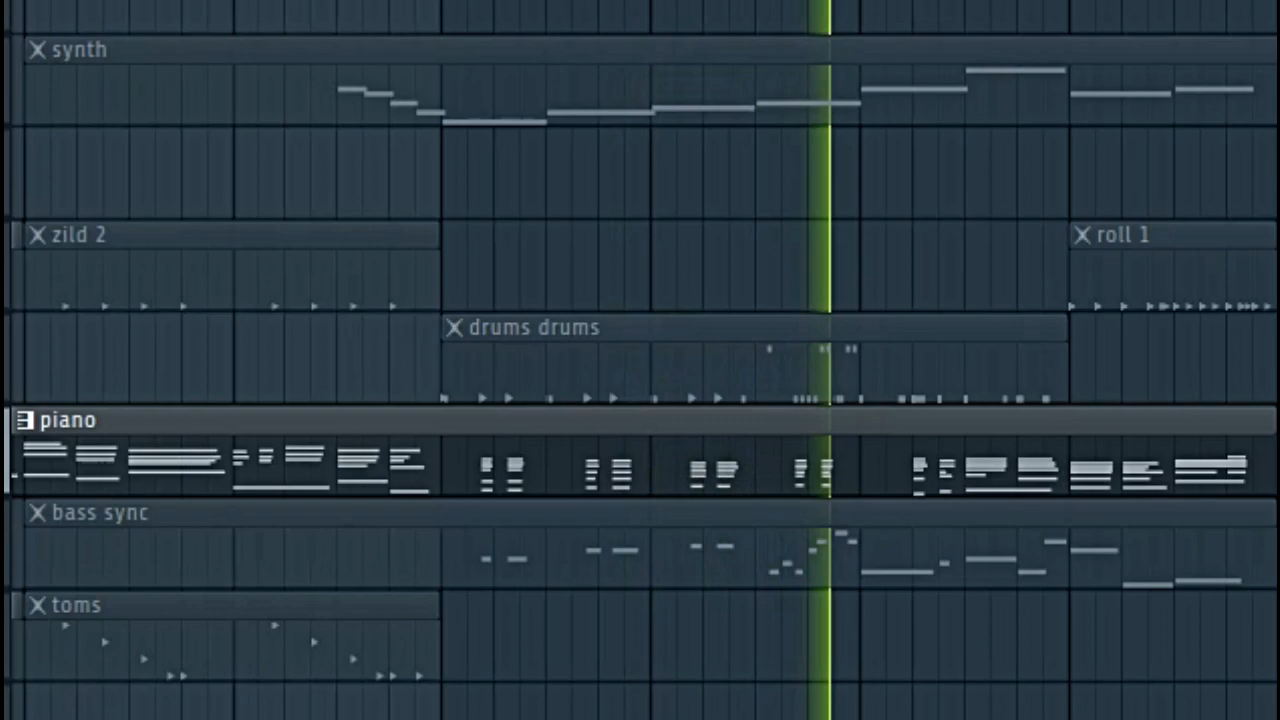 synth
zild 2
roll 1
drums drums
piano
bass sync
toms